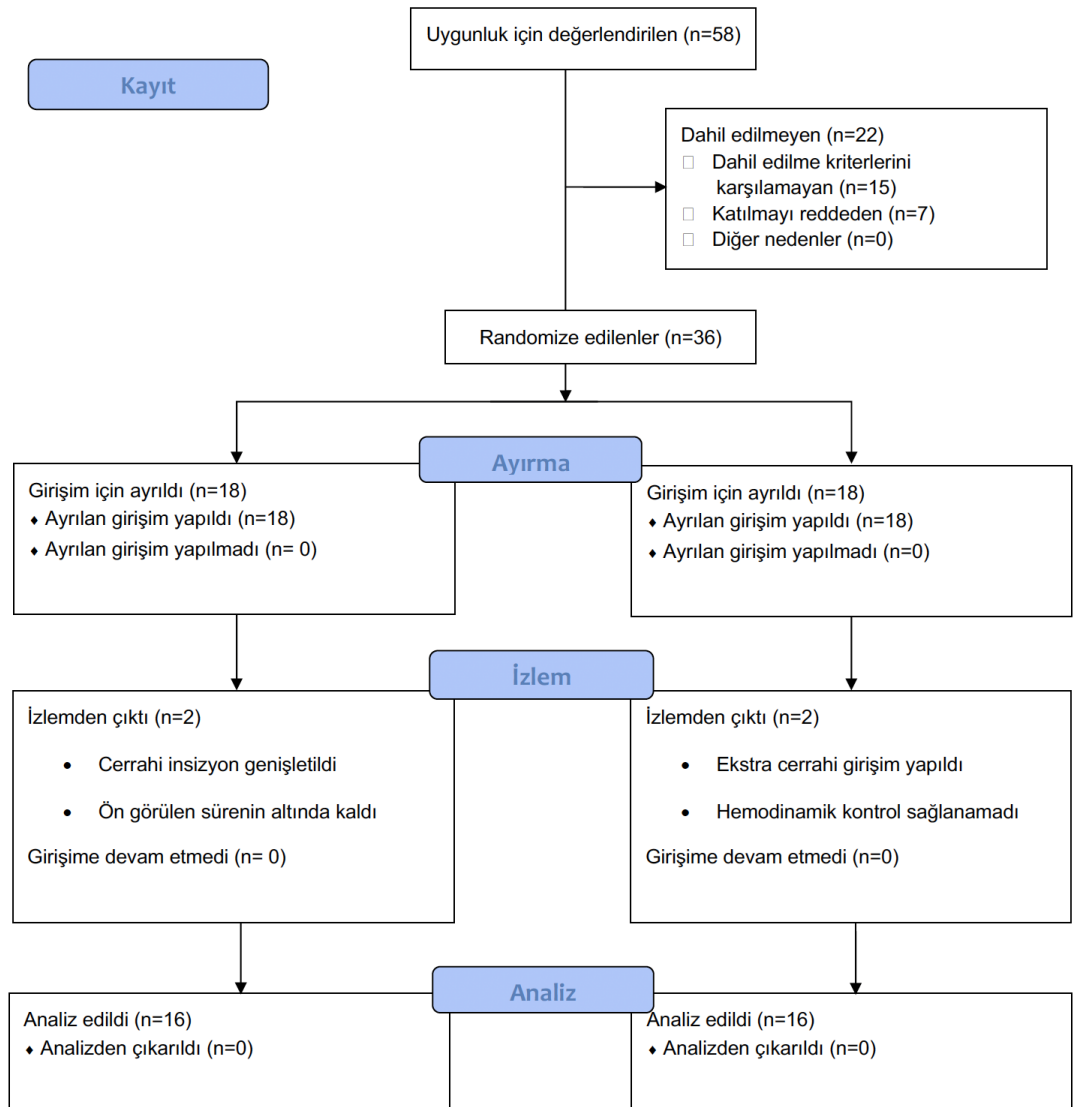 Uygunluk için değerlendirilen (n=58)
Kayıt
Dahil edilmeyen (n=22)
Dahil edilme kriterlerini
karşılamayan (n=15)
Katılmayı reddeden (n=7)
Diğer nedenler (n=0)
Randomize edilenler (n=36)
Ayırma
Girişim için ayrıldı (n=18)
⬧ Ayrılan girişim yapıldı (n=18)
⬧ Ayrılan girişim yapılmadı (n= 0)
Girişim için ayrıldı (n=18)
⬧ Ayrılan girişim yapıldı (n=18)
⬧ Ayrılan girişim yapılmadı (n=0)
İzlem
İzlemden çıktı (n=2)
• Cerrahi insizyon genişletildi
• Ön görülen sürenin altında kaldı
Girişime devam etmedi (n= 0)
İzlemden çıktı (n=2)
• Ekstra cerrahi girişim yapıldı
• Hemodinamik kontrol sağlanamadı
Girişime devam etmedi (n=0)
Analiz
Analiz edildi (n=16)
⬧ Analizden çıkarıldı (n=0)
Analiz edildi (n=16)
⬧ Analizden çıkarıldı (n=0)